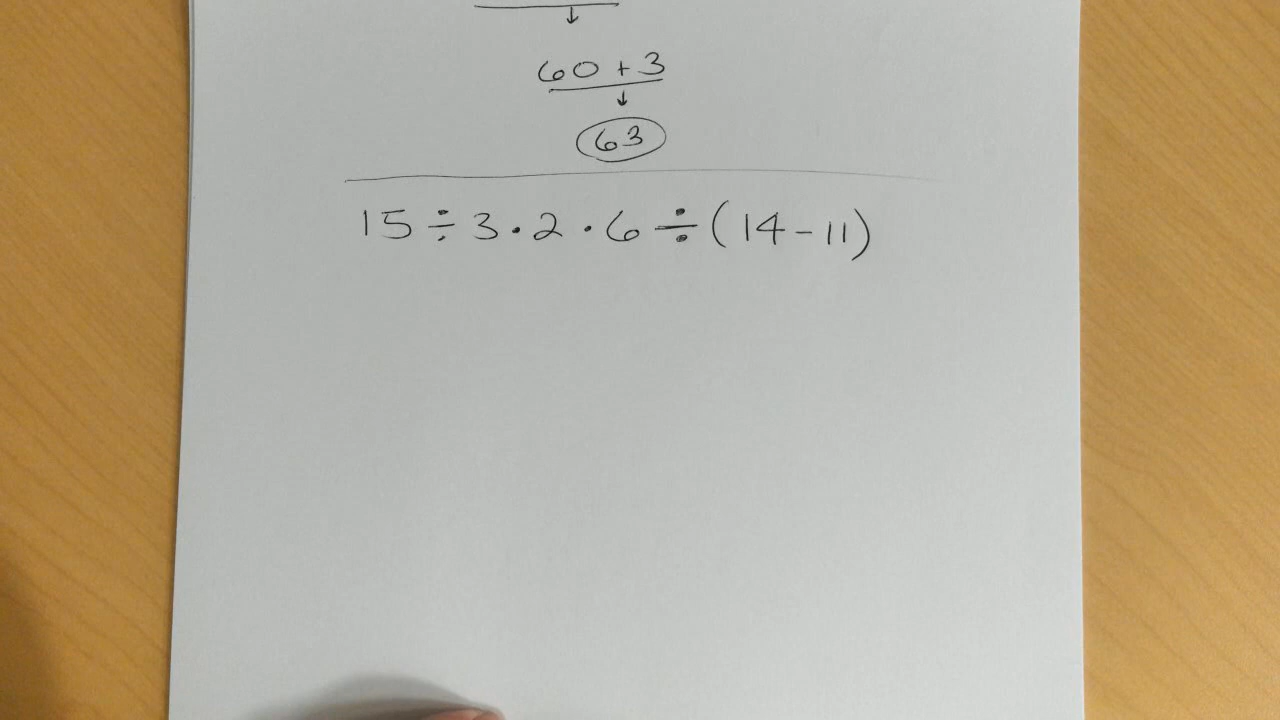 ↓
60 + 3
↓
63
15 ÷ 3 · 2 · 6 ÷ (14 - 11)